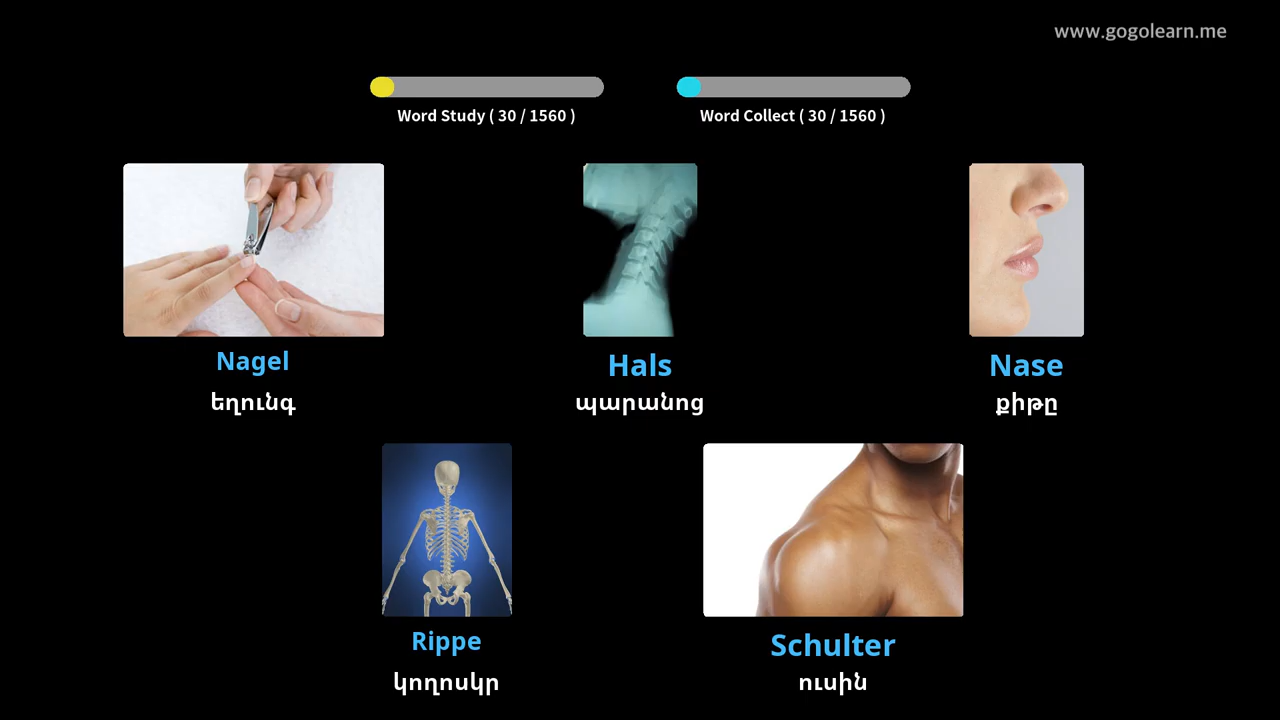 www.gogolearn.me
Word Study ( 30 / 1560 )
Word Collect ( 30 / 1560 )
Nagel
եղունգ
Hals
պարանոց
Nase
քիթը
Rippe
կողոսկր
Schulter
ուսին